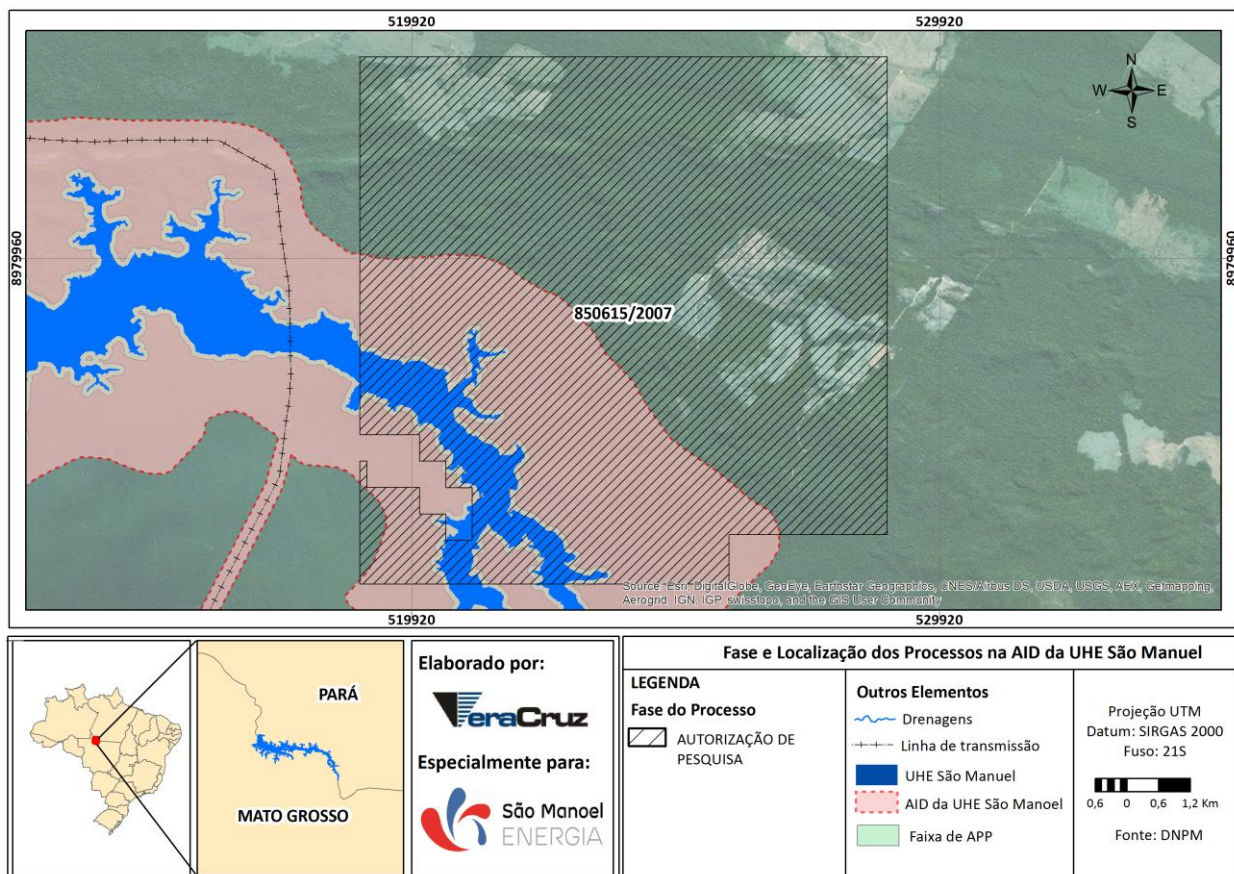 519920
529920
N
W
E
S
8979960
8979960
850615/2007
Source: Esri, DigitalGlobe, GeoEye, Earthstar Geographics, CNES/Airbus DS, USDA, USGS, AEX, Getmapping,
Aerogrid, IGN, IGP, swisstopo, and the GIS User Community
519920
529920
PARÁ
MATO GROSSO
Elaborado por:
VeraCruz
Especialmente para:
São Manoel
ENERGIA
Fase e Localização dos Processos na AID da UHE São Manuel
LEGENDA
Fase do Processo
AUTORIZAÇÃO DE
PESQUISA
Outros Elementos
Drenagens
Linha de transmissão
UHE São Manuel
AID da UHE São Manoel
Faixa de APP
Projeção UTM
Datum: SIRGAS 2000
Fuso: 21S
0,6 0 0,6 1,2 Km
Fonte: DNPM